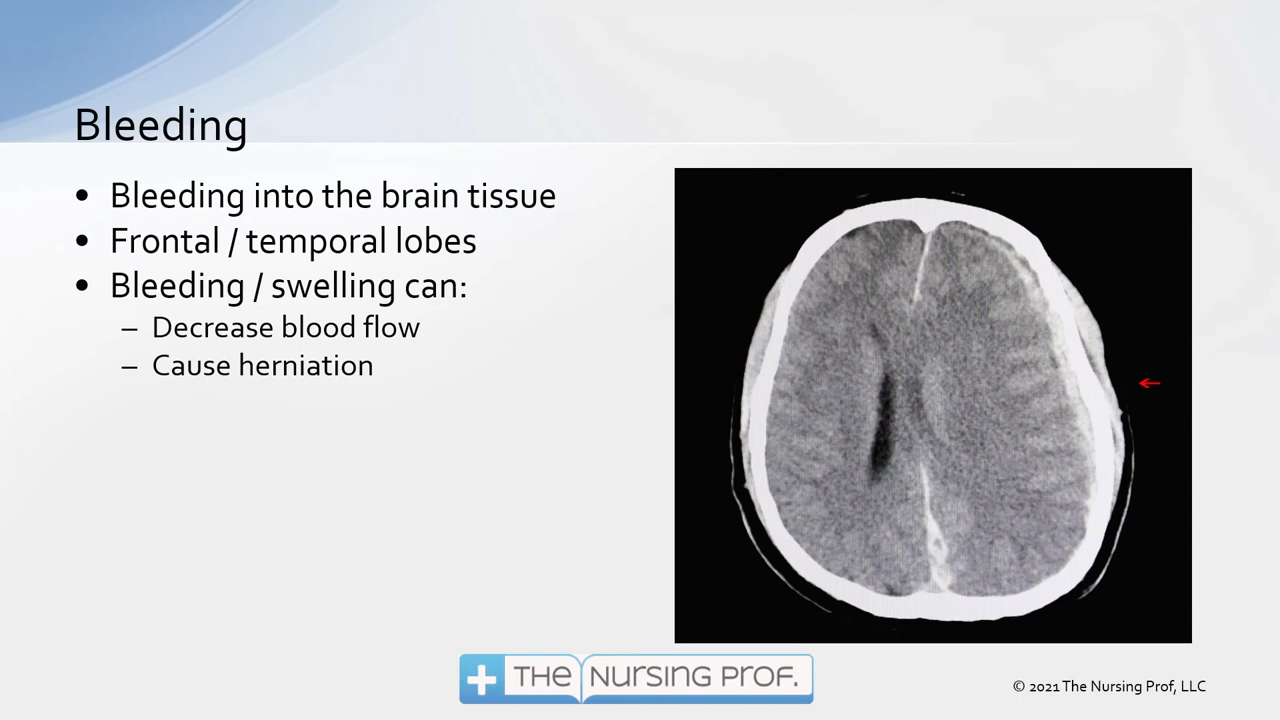 Bleeding
• Bleeding into the brain tissue
• Frontal / temporal lobes
• Bleeding / swelling can:
– Decrease blood flow
– Cause herniation
THE NURSING PROF.
© 2021 The Nursing Prof, LLC